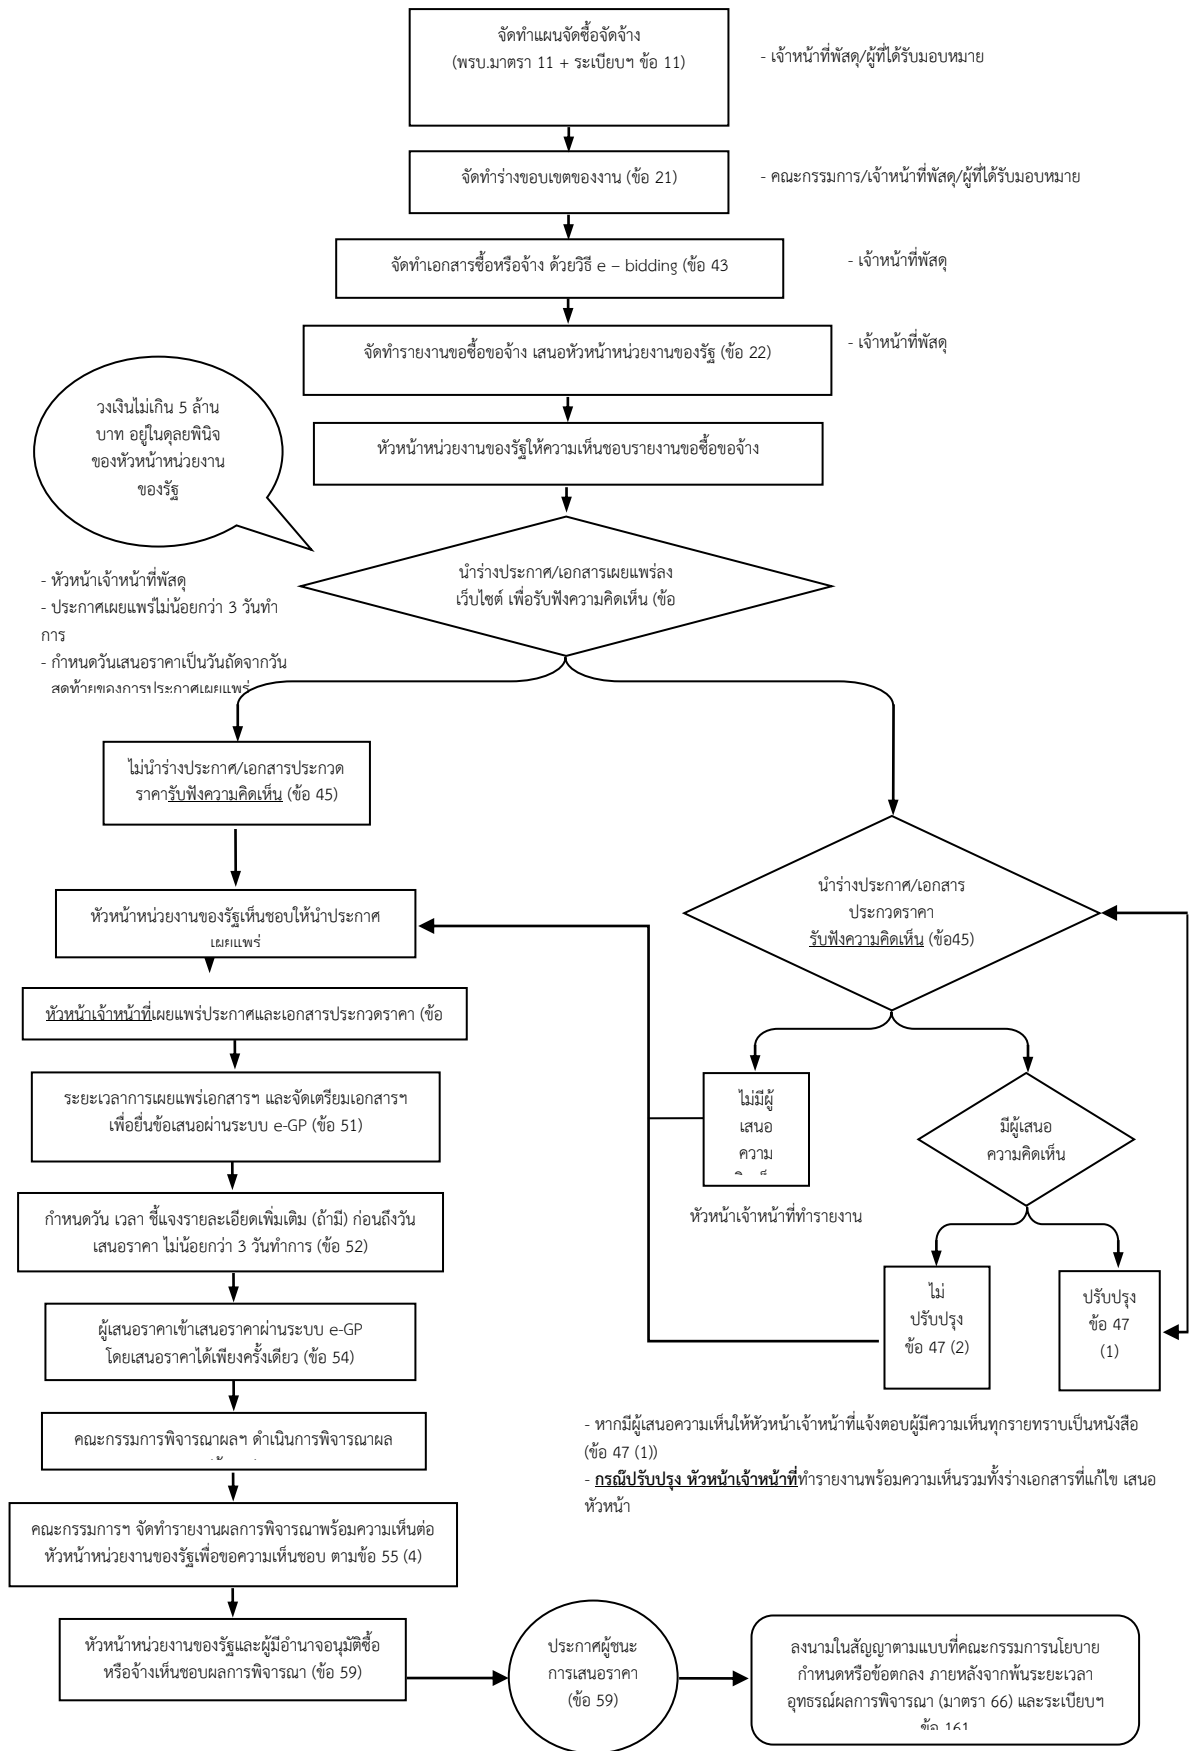 จัดทำแผนจัดซื้อจัดจ้าง
(พรบ.มาตรา 11 + ระเบียบฯ ข้อ 11)
- เจ้าหน้าที่พัสดุ/ผู้ที่ได้รับมอบหมาย
จัดทำร่างขอบเขตของงาน (ข้อ 21)
- คณะกรรมการ/เจ้าหน้าที่พัสดุ/ผู้ที่ได้รับมอบหมาย
จัดทำเอกสารซื้อหรือจ้าง ด้วยวิธี e – bidding (ข้อ 43
- เจ้าหน้าที่พัสดุ
จัดทำรายงานขอซื้อขอจ้าง เสนอหัวหน้าหน่วยงานของรัฐ (ข้อ 22)
- เจ้าหน้าที่พัสดุ
วงเงินไม่เกิน 5 ล้าน
บาท อยู่ในดุลยพินิจ
ของหัวหน้าหน่วยงาน
ของรัฐ
หัวหน้าหน่วยงานของรัฐให้ความเห็นชอบรายงานขอซื้อขอจ้าง
นำร่างประกาศ/เอกสารเผยแพร่ลง
เว็บไซต์ เพื่อรับฟังความคิดเห็น (ข้อ
- หัวหน้าเจ้าหน้าที่พัสดุ
- ประกาศเผยแพร่ไม่น้อยกว่า 3 วันทำ
การ
- กำหนดวันเสนอราคาเป็นวันถัดจากวัน
สุดท้ายของการประกาศเผยแพร่
ไม่นำร่างประกาศ/เอกสารประกวด
ราคารับฟังความคิดเห็น (ข้อ 45)
นำร่างประกาศ/เอกสาร
ประกวดราคา
รับฟังความคิดเห็น (ข้อ45)
หัวหน้าหน่วยงานของรัฐเห็นชอบให้นำประกาศ
เผยแพร่
หัวหน้าเจ้าหน้าที่เผยแพร่ประกาศและเอกสารประกวดราคา (ข้อ
ระยะเวลาการเผยแพร่เอกสารฯ และจัดเตรียมเอกสารฯ
เพื่อยื่นข้อเสนอผ่านระบบ e-GP (ข้อ 51)
ไม่มีผู้
เสนอ
ความ
มีผู้เสนอ
ความคิดเห็น
หัวหน้าเจ้าหน้าที่ทำรายงาน
กำหนดวัน เวลา ชี้แจงรายละเอียดเพิ่มเติม (ถ้ามี) ก่อนถึงวัน
เสนอราคา ไม่น้อยกว่า 3 วันทำการ (ข้อ 52)
ไม่
ปรับปรุง
ข้อ 47 (2)
ปรับปรุง
ข้อ 47
(1)
ผู้เสนอราคาเข้าเสนอราคาผ่านระบบ e-GP
โดยเสนอราคาได้เพียงครั้งเดียว (ข้อ 54)
คณะกรรมการพิจารณาผลฯ ดำเนินการพิจารณาผล
- หากมีผู้เสนอความเห็นให้หัวหน้าเจ้าหน้าที่แจ้งตอบผู้มีความเห็นทุกรายทราบเป็นหนังสือ
(ข้อ 47 (1))
- กรณีปรับปรุง หัวหน้าเจ้าหน้าที่ทำรายงานพร้อมความเห็นรวมทั้งร่างเอกสารที่แก้ไข เสนอ
หัวหน้า
คณะกรรมการฯ จัดทำรายงานผลการพิจารณาพร้อมความเห็นต่อ
หัวหน้าหน่วยงานของรัฐเพื่อขอความเห็นชอบ ตามข้อ 55 (4)
หัวหน้าหน่วยงานของรัฐและผู้มีอำนาจอนุมัติซื้อ
หรือจ้างเห็นชอบผลการพิจารณา (ข้อ 59)
ประกาศผู้ชนะ
การเสนอราคา
(ข้อ 59)
ลงนามในสัญญาตามแบบที่คณะกรรมการนโยบาย
กำหนดหรือข้อตกลง ภายหลังจากพ้นระยะเวลา
อุทธรณ์ผลการพิจารณา (มาตรา 66) และระเบียบฯ
ข้อ 161